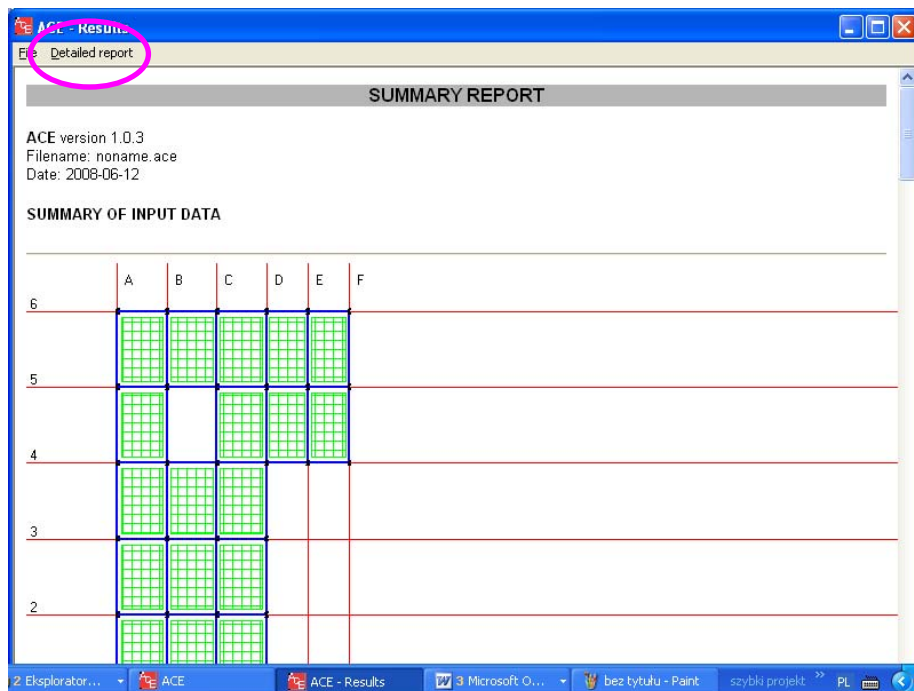 ACE - Results
File Detailed report
SUMMARY REPORT
ACE version 1.0.3
Filename: noname.ace
Date: 2008-06-12
SUMMARY OF INPUT DATA
A B C D E F
6
5
4
3
2
2 Eksplorator... ACE ACE - Results 3 Microsoft O... bez tytułu - Paint szybki projekt » PL